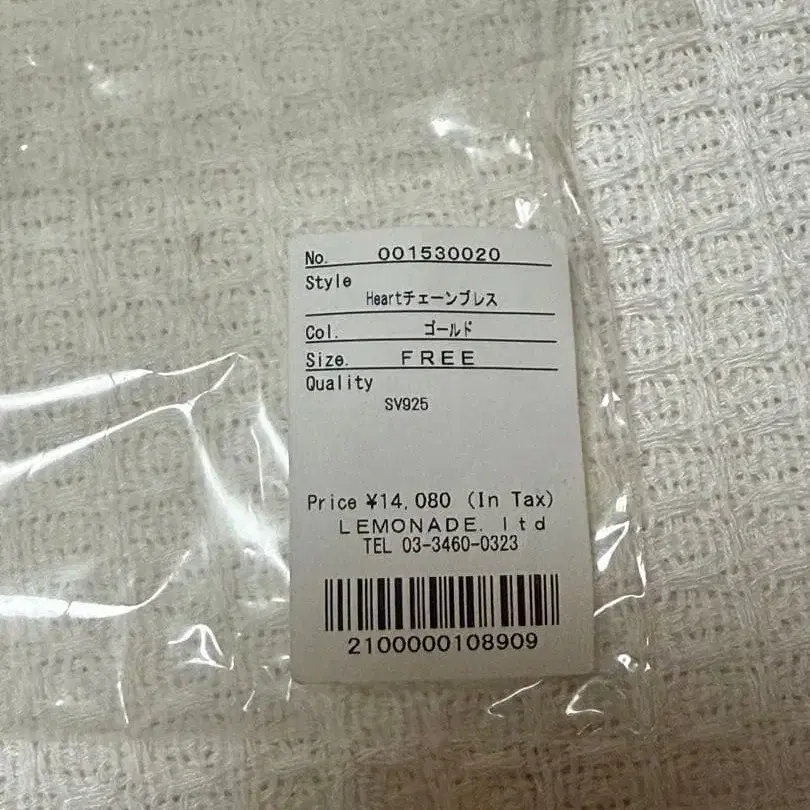 No. 001530020
Style
Heartチェーンブレス
Col. ゴールド
Size. FREE
Quality
SV925
Price ¥14,080 (In Tax)
LEMONADE. ltd
TEL 03-3460-0323
2100000108909